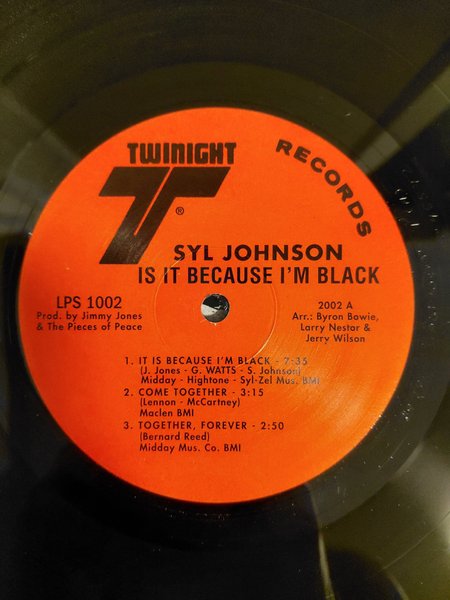 TWINIGHT
RECORDS
T
®
SYL JOHNSON
IS IT BECAUSE I'M BLACK
LPS 1002
Prod. by Jimmy Jones
& The Pieces of Peace
2002 A
Arr.: Byron Bowie,
Larry Nestor &
Jerry Wilson
1. IT IS BECAUSE I'M BLACK - 7:35
(J. Jones - G. WATTS - S. Johnson)
Midday - Hightone - Syl-Zel Mus. BMI
2. COME TOGETHER - 3:15
(Lennon - McCartney)
Maclen BMI
3. TOGETHER, FOREVER - 2:50
(Bernard Reed)
Midday Mus. Co. BMI